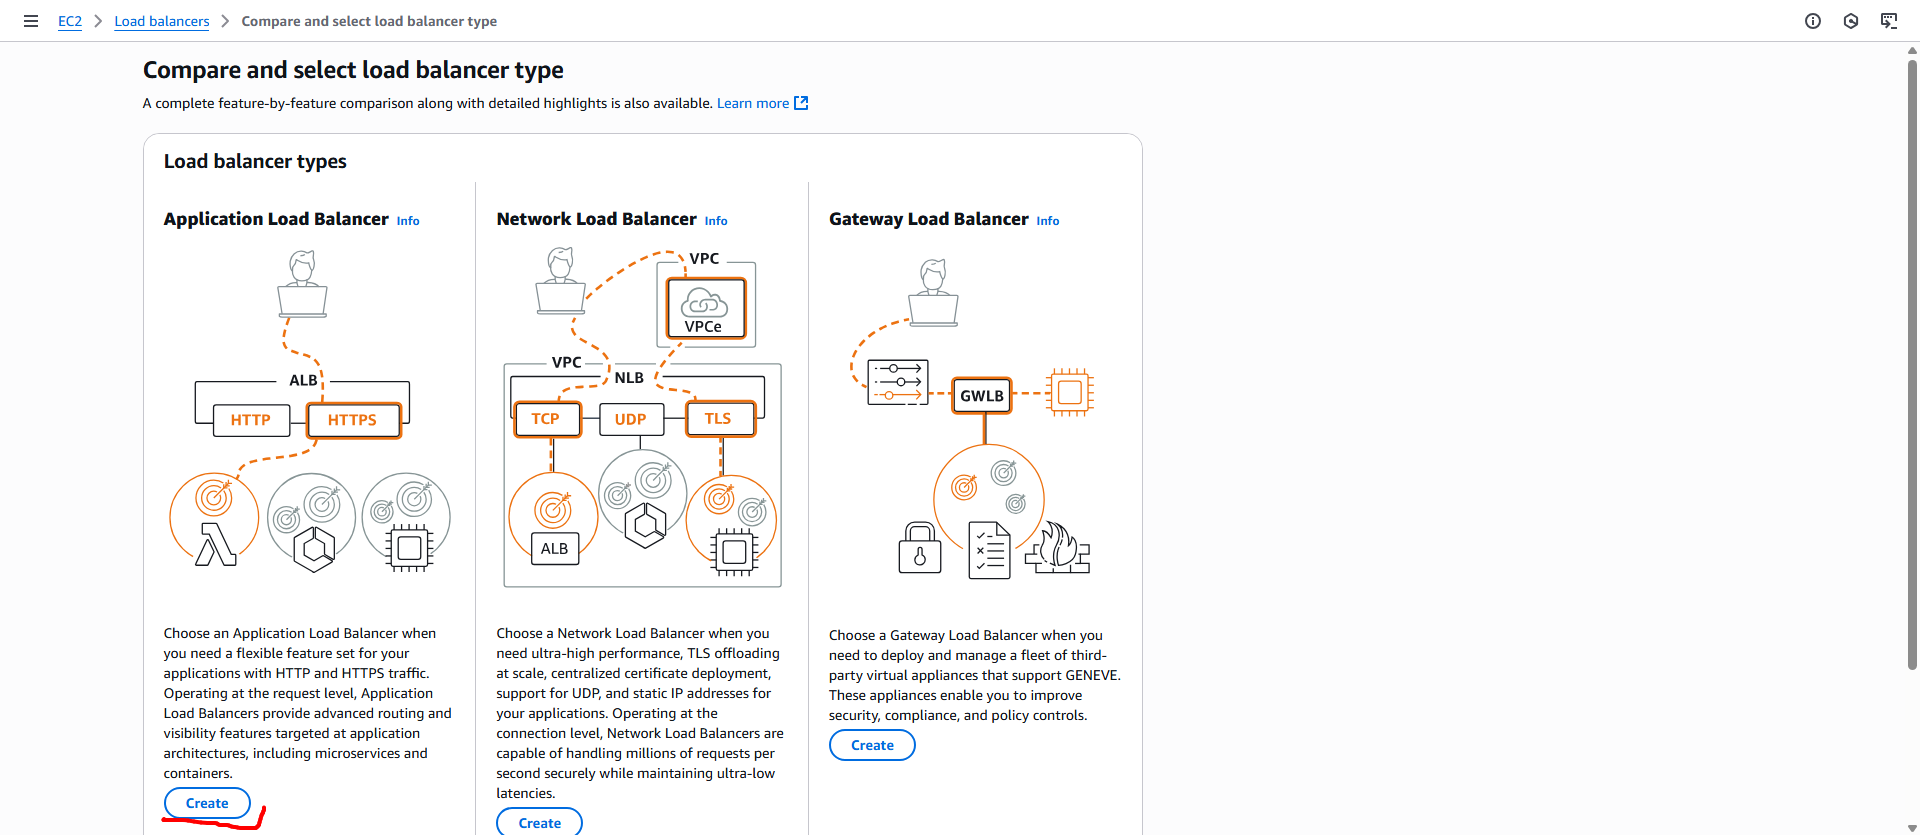 EC2 > Load balancers > Compare and select load balancer type
Compare and select load balancer type
A complete feature-by-feature comparison along with detailed highlights is also available. Learn more
Load balancer types
Application Load Balancer Info
ALB
HTTP
HTTPS
Choose an Application Load Balancer when
you need a flexible feature set for your
applications with HTTP and HTTPS traffic.
Operating at the request level, Application
Load Balancers provide advanced routing and
visibility features targeted at application
architectures, including microservices and
containers.
Create
Network Load Balancer Info
VPC
VPCe
VPC
NLB
TCP
UDP
TLS
ALB
Choose a Network Load Balancer when you
need ultra-high performance, TLS offloading
at scale, centralized certificate deployment,
support for UDP, and static IP addresses for
your applications. Operating at the
connection level, Network Load Balancers are
capable of handling millions of requests per
second securely while maintaining ultra-low
latencies.
Create
Gateway Load Balancer Info
GWLB
Choose a Gateway Load Balancer when you
need to deploy and manage a fleet of third-
party virtual appliances that support GENEVE.
These appliances enable you to improve
security, compliance, and policy controls.
Create